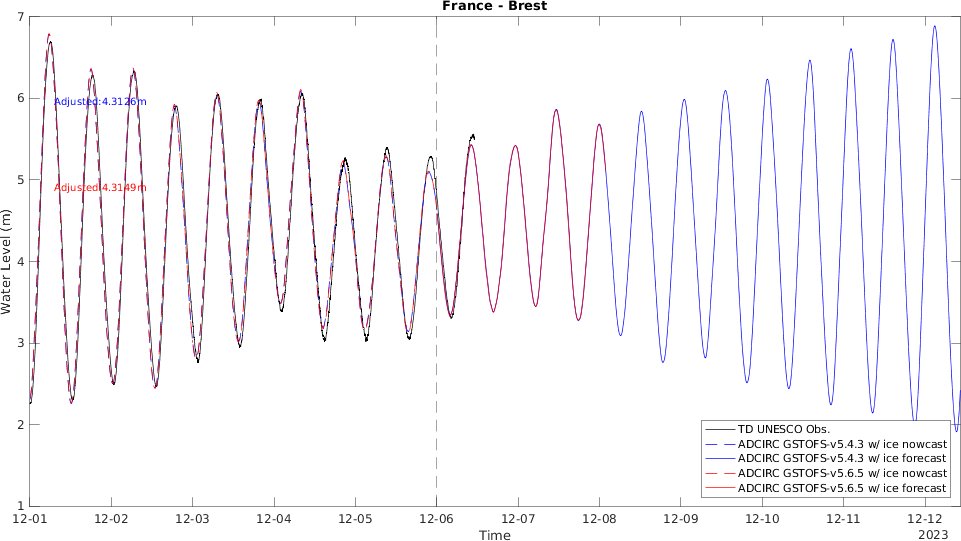 France - Brest
7
6
5
4
3
2
1
Water Level (m)
Adjusted:4.3126m
Adjusted:4.3149m
TD UNESCO Obs.
ADCIRC GSTOFS-v5.4.3 w/ ice nowcast
ADCIRC GSTOFS-v5.4.3 w/ ice forecast
ADCIRC GSTOFS-v5.6.5 w/ ice nowcast
ADCIRC GSTOFS-v5.6.5 w/ ice forecast
12-01 12-02 12-03 12-04 12-05 12-06 12-07 12-08 12-09 12-10 12-11 12-12
Time
2023